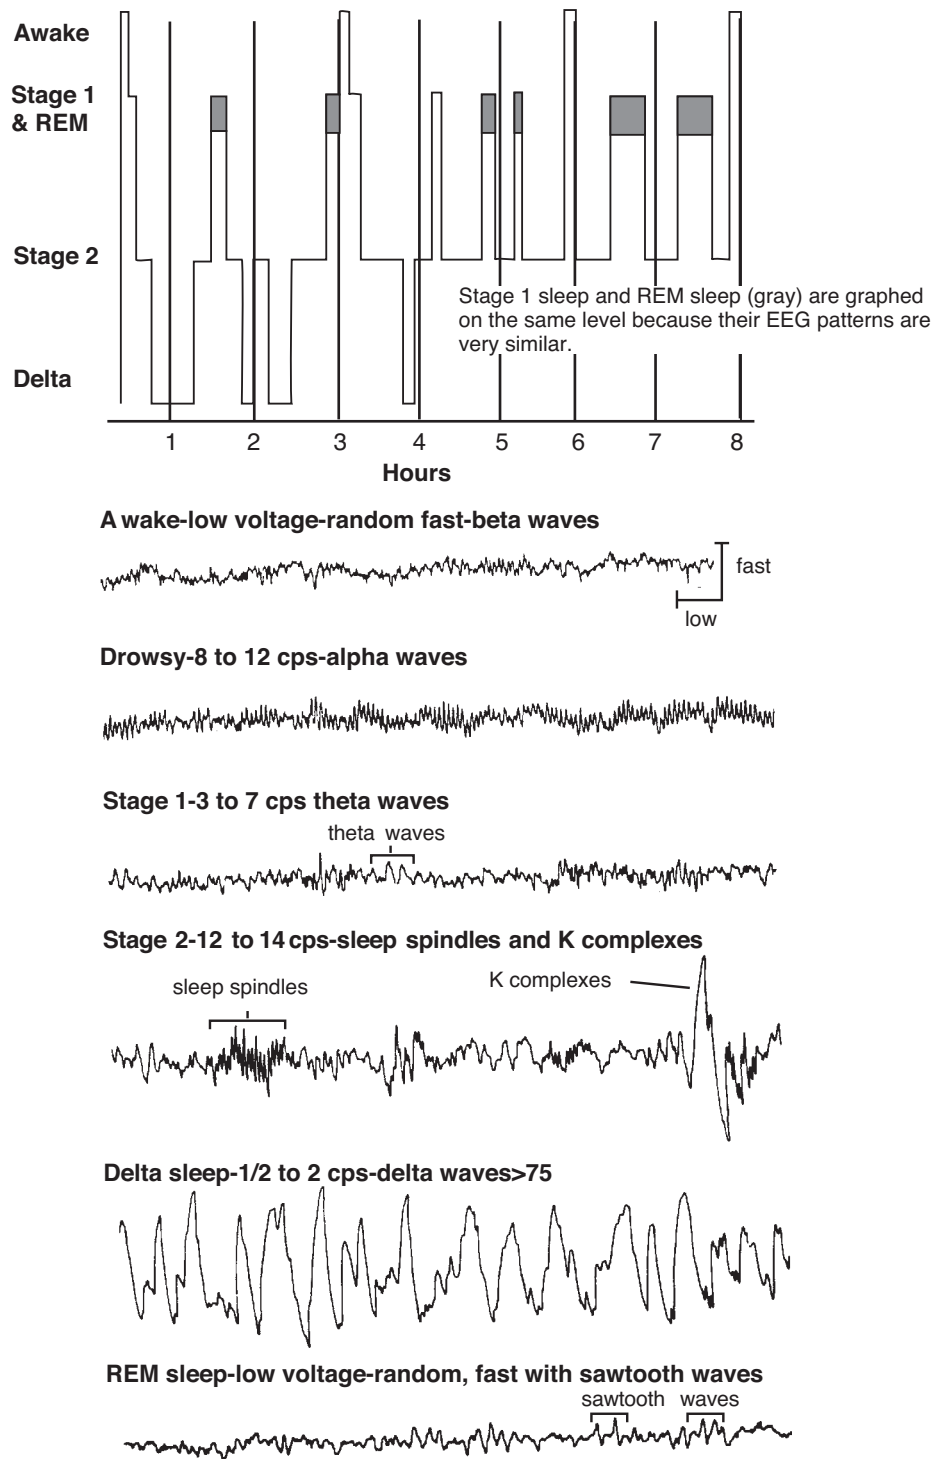 Awake
Stage 1
& REM
Stage 2
Stage 1 sleep and REM sleep (gray) are graphed
on the same level because their EEG patterns are
very similar.
Delta
1 2 3 4 5 6 7 8
Hours
A wake-low voltage-random fast-beta waves
fast
low
Drowsy-8 to 12 cps-alpha waves
Stage 1-3 to 7 cps theta waves
theta waves
Stage 2-12 to 14 cps-sleep spindles and K complexes
sleep spindles
K complexes
Delta sleep-1/2 to 2 cps-delta waves>75
REM sleep-low voltage-random, fast with sawtooth waves
sawtooth waves